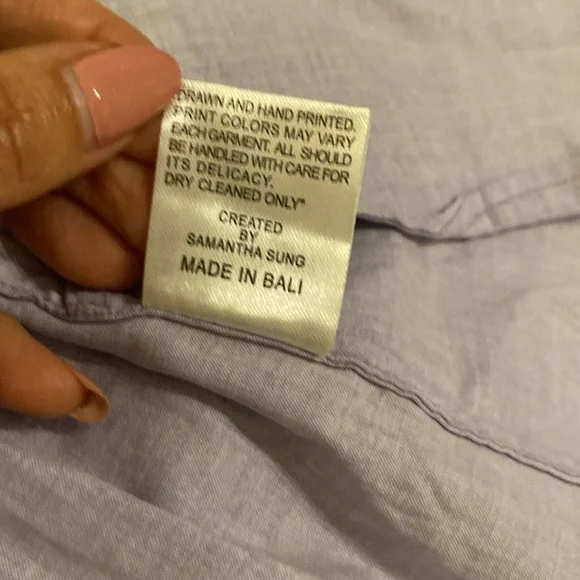 DRAWN AND HAND PRINTED.
PRINT COLORS MAY VARY
EACH GARMENT. ALL SHOULD
BE HANDLED WITH CARE FOR
ITS DELICACY.
DRY CLEANED ONLY"
CREATED
BY
SAMANTHA SUNG
MADE IN BALI